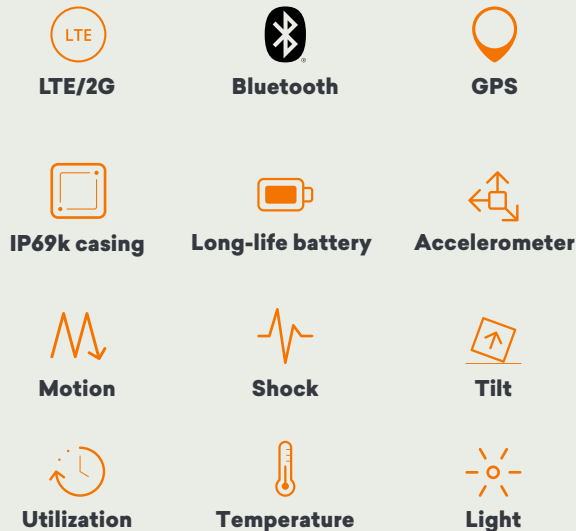 LTE
LTE/2G
Bluetooth
GPS
IP69k casing
Long-life battery
Accelerometer
Motion
Shock
Tilt
Utilization
Temperature
Light